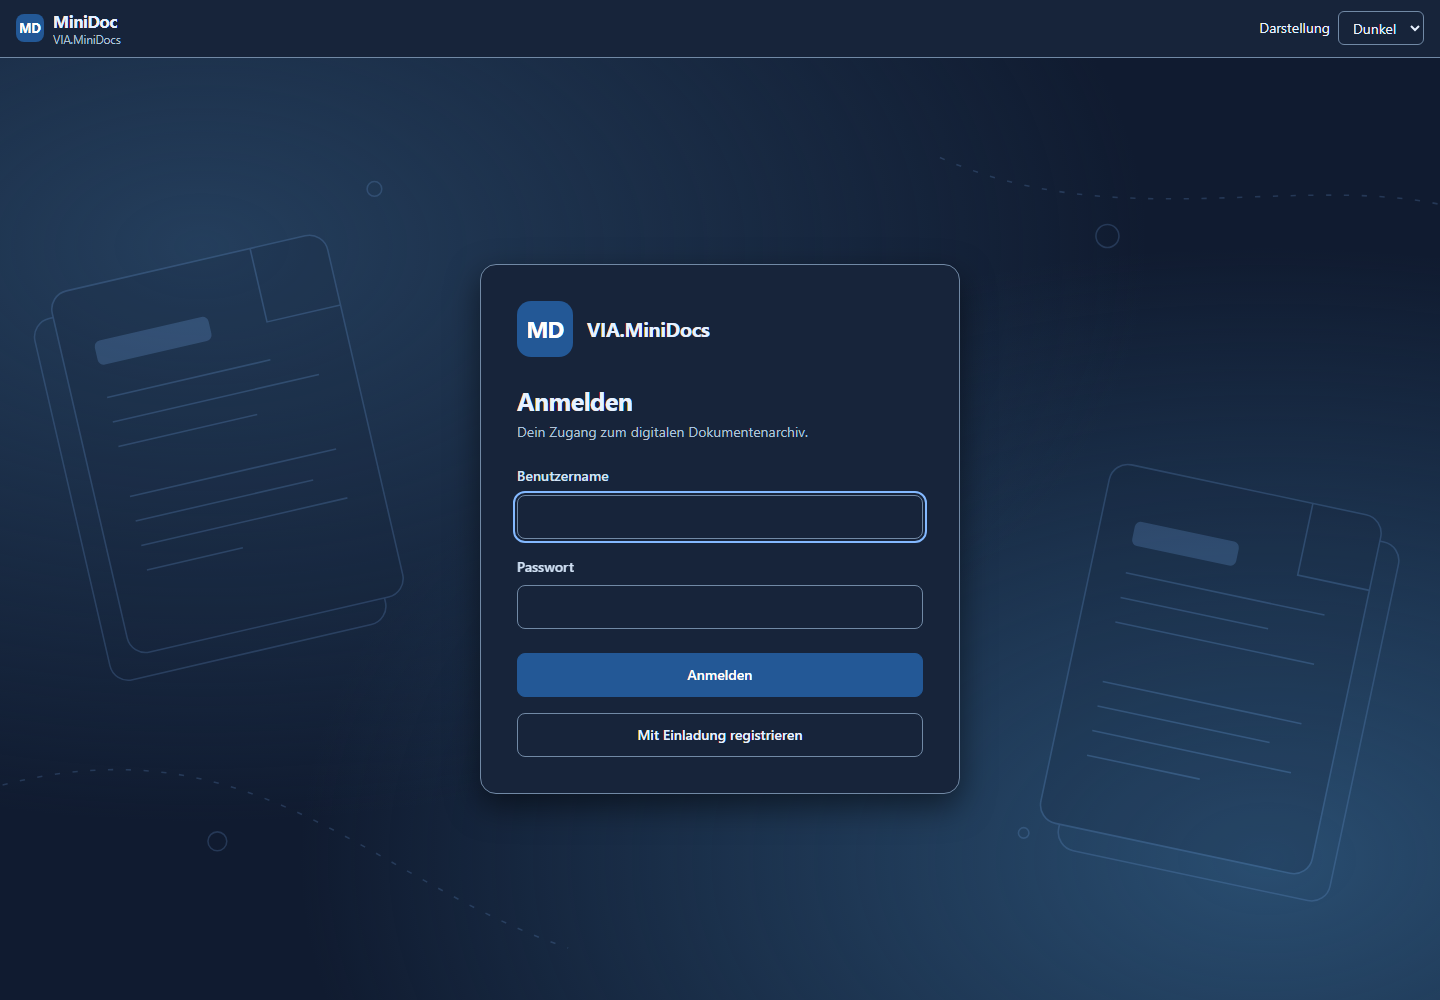 MD
MiniDoc
VIA.MiniDocs
Darstellung
Dunkel
MD
VIA.MiniDocs
Anmelden
Dein Zugang zum digitalen Dokumentenarchiv.
Benutzername
Passwort
Anmelden
Mit Einladung registrieren